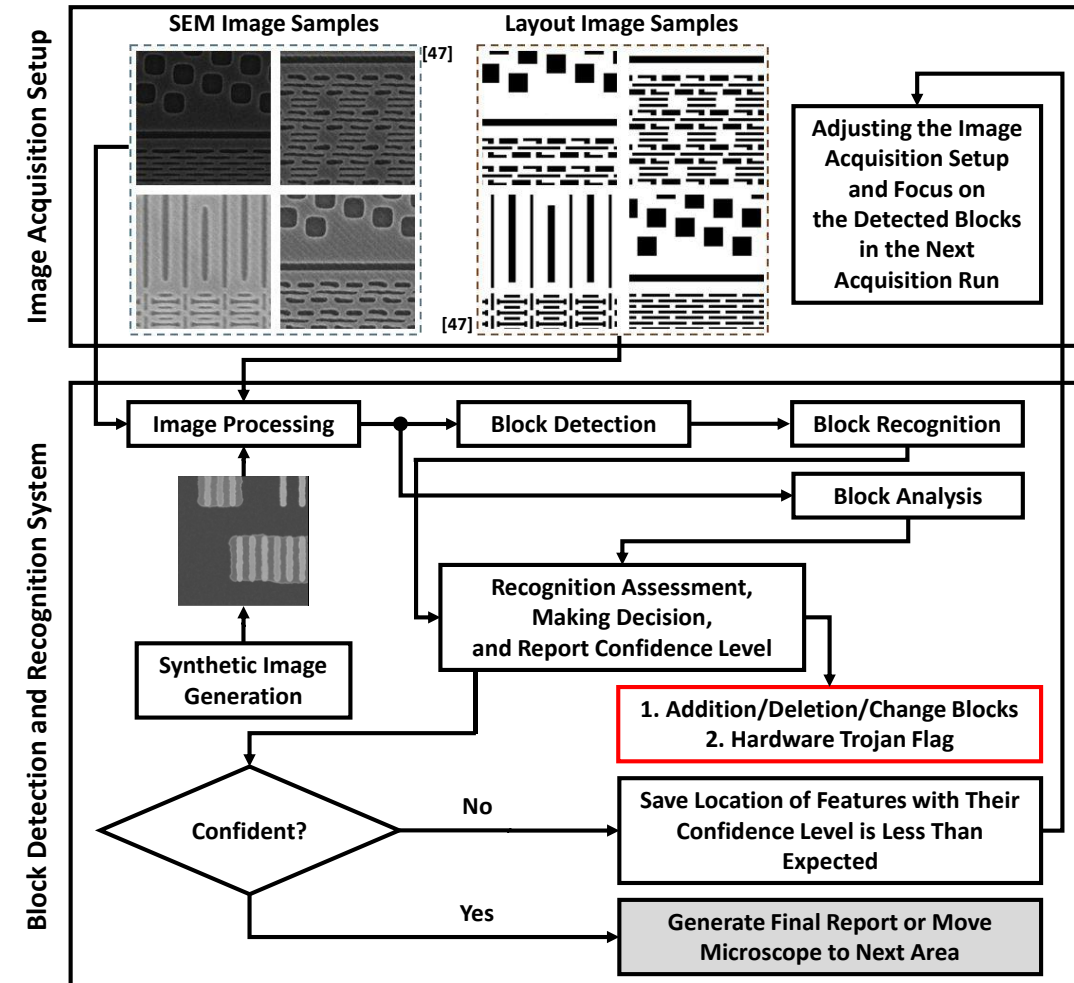 Image Acquisition Setup
SEM Image Samples
Layout Image Samples
[47]
[47]
Adjusting the Image
Acquisition Setup
and Focus on
the Detected Blocks
in the Next
Acquisition Run
Block Detection and Recognition System
Image Processing
Block Detection
Block Recognition
Block Analysis
Recognition Assessment,
Making Decision,
and Report Confidence Level
Synthetic Image
Generation
1. Addition/Deletion/Change Blocks
2. Hardware Trojan Flag
Confident?
No
Save Location of Features with Their
Confidence Level is Less Than
Expected
Yes
Generate Final Report or Move
Microscope to Next Area